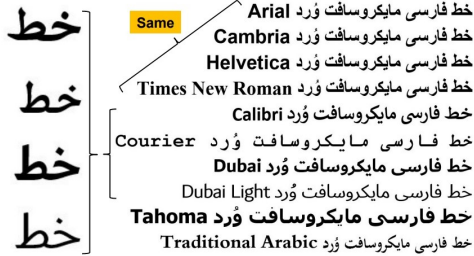 خط فارسی مایکروسافت وُرد Arial
خط فارسی مایکروسافت وُرد Cambria
خط فارسی مایکروسافت وُرد Helvetica
خط فارسی مایکروسافت وُرد Times New Roman
خط فارسی مایکروسافت وُرد Calibri
خط فارسی مایکروسافت وُرد Courier
خط فارسی مایکروسافت وُرد Dubai
خط فارسی مایکروسافت وُرد Dubai Light
خط فارسی مایکروسافت وُرد Tahoma
خط فارسی مایکروسافت وُرد Traditional Arabic
Same
خط
خط
خط
خط